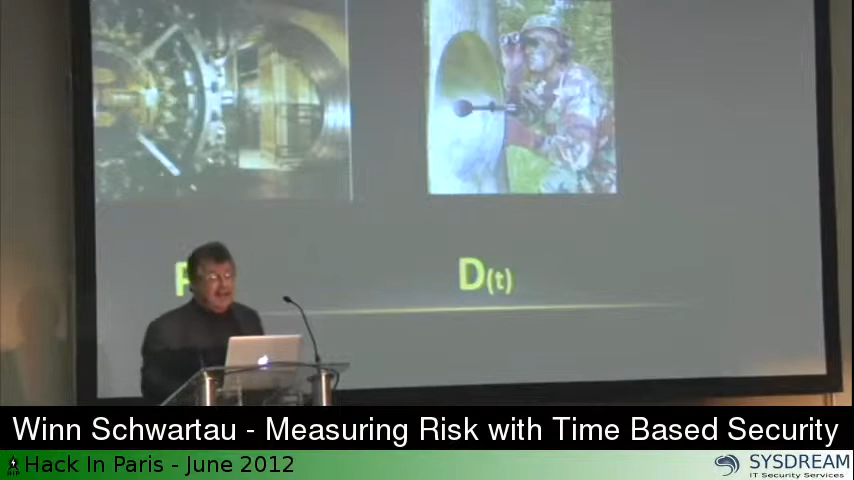 D(t)
Winn Schwartau - Measuring Risk with Time Based Security
Hack In Paris - June 2012
SYSDREAM
IT Security Services